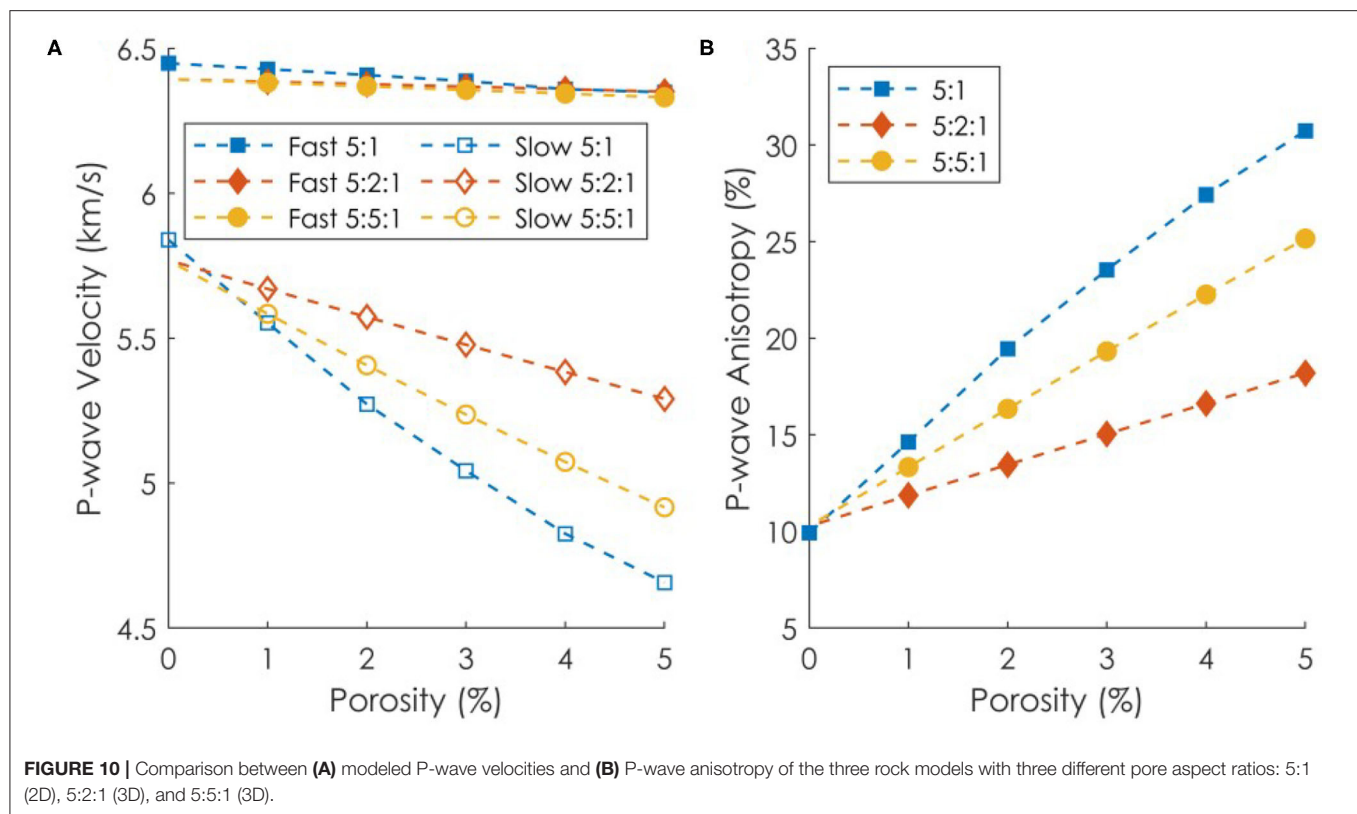 A
6.5
6
5.5
5
4.5
P-wave Velocity (km/s)
Fast 5:1
Fast 5:2:1
Fast 5:5:1
Slow 5:1
Slow 5:2:1
Slow 5:5:1
0 1 2 3 4 5
Porosity (%)
B
35
30
25
20
15
10
5
P-wave Anisotropy (%)
5:1
5:2:1
5:5:1
0 1 2 3 4 5
Porosity (%)
FIGURE 10 | Comparison between (A) modeled P-wave velocities and (B) P-wave anisotropy of the three rock models with three different pore aspect ratios: 5:1
(2D), 5:2:1 (3D), and 5:5:1 (3D).